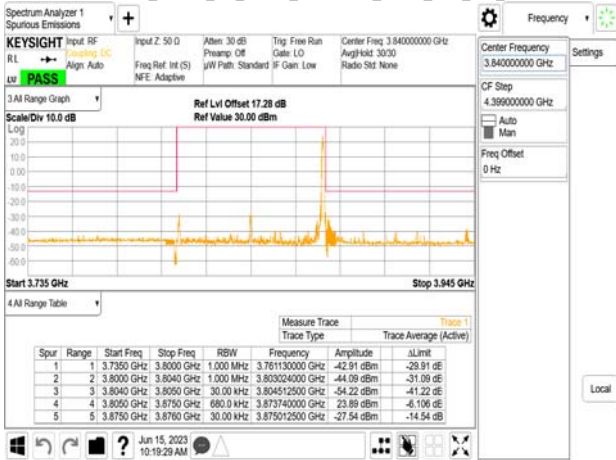 Spectrum Analyzer 1
Spurious Emissions
Frequency
KEYSIGHT
RL
LW
PASS
Input: RF
Coupling: DC
Align: Auto
Input Z: 50 Ω
Freq Ref: Int (S)
NFE: Adaptive
Atten: 30 dB
Preamp: Off
µW Path: Standard
Trig: Free Run
Gate: LO
IF Gain: Low
Center Freq: 3.840000000 GHz
Avg|Hold: 30/30
Radio Std: None
Center Frequency
3.840000000 GHz
Settings
CF Step
4.399000000 GHz
Auto
Man
Freq Offset
0 Hz
Local
3 All Range Graph
Scale/Div 10.0 dB
Ref Lvl Offset 17.28 dB
Ref Value 30.00 dBm
Log
20.0
10.0
0.00
-10.0
-20.0
-30.0
-40.0
-50.0
-60.0
Start 3.735 GHz
Stop 3.945 GHz
4 All Range Table
Measure Trace Trace 1
Trace Type Trace Average (Active)
Spur Range Start Freq Stop Freq RBW Frequency Amplitude ΔLimit
1 1 3.7350 GHz 3.8000 GHz 1.000 MHz 3.761130000 GHz -42.91 dBm -29.91 dB
2 2 3.8000 GHz 3.8040 GHz 1.000 MHz 3.803024000 GHz -44.09 dBm -31.09 dB
3 3 3.8040 GHz 3.8050 GHz 30.00 kHz 3.804512500 GHz -54.22 dBm -41.22 dB
4 4 3.8050 GHz 3.8750 GHz 680.0 kHz 3.873740000 GHz 23.89 dBm -6.106 dB
5 5 3.8750 GHz 3.8760 GHz 30.00 kHz 3.875012500 GHz -27.54 dBm -14.54 dB
Jun 15, 2023
10:19:29 AM